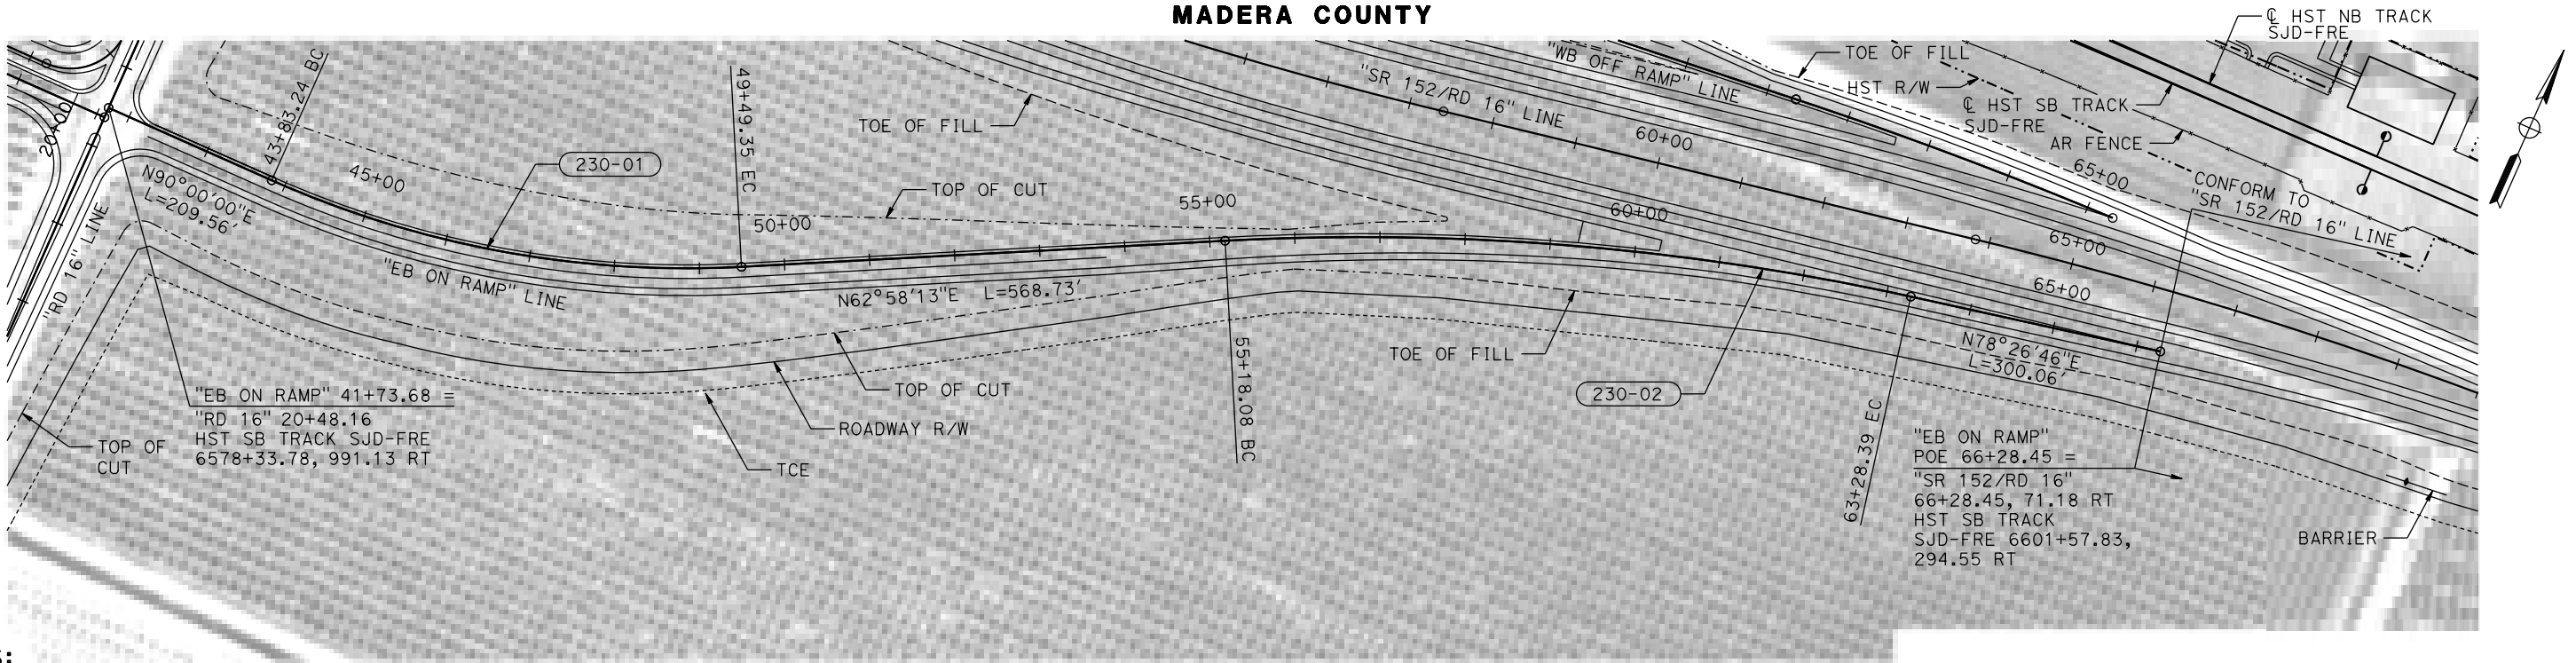 MADERA COUNTY
℄ HST NB TRACK
SJD-FRE
TOE OF FILL
HST R/W
℄ HST SB TRACK
SJD-FRE
AR FENCE
"WB OFF RAMP" LINE
"SR 152/RD 16" LINE
60+00
65+00
CONFORM TO
"SR 152/RD 16" LINE
20+00
43+83.24 BC
49+49.35 EC
TOE OF FILL
230-01
45+00
TOP OF CUT
50+00
55+00
60+00
65+00
65+00
N90°00'00"E
L=209.56'
"RD 16" LINE
"EB ON RAMP" LINE
N62°58'13"E L=568.73'
55+18.08 BC
TOE OF FILL
230-02
63+28.39 EC
N78°26'46"E
L=300.06'
"EB ON RAMP" 41+73.68 =
"RD 16" 20+48.16
HST SB TRACK SJD-FRE
6578+33.78, 991.13 RT
TOP OF
CUT
TOP OF CUT
ROADWAY R/W
TCE
"EB ON RAMP"
POE 66+28.45 =
"SR 152/RD 16"
66+28.45, 71.18 RT
HST SB TRACK
SJD-FRE 6601+57.83,
294.55 RT
BARRIER